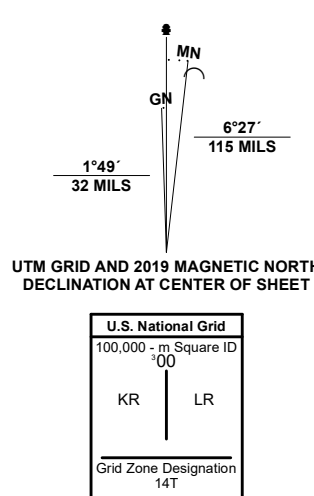 MN
GN
6°27´
115 MILS
1°49´
32 MILS
UTM GRID AND 2019 MAGNETIC NORTH
DECLINATION AT CENTER OF SHEET
U.S. National Grid
100,000 - m Square ID
³00
KR LR
Grid Zone Designation
14T